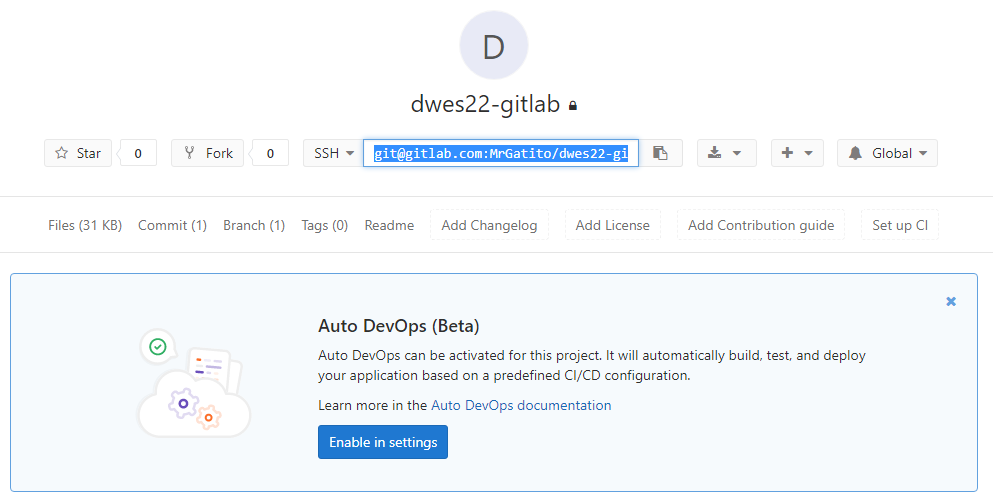 D
dwes22-gitlab
Star 0 Fork 0 SSH git@gitlab.com:MrGatito/dwes22-gi Global
Files (31 KB) Commit (1) Branch (1) Tags (0) Readme Add Changelog Add License Add Contribution guide Set up CI
Auto DevOps (Beta)
Auto DevOps can be activated for this project. It will automatically build, test, and deploy
your application based on a predefined CI/CD configuration.
Learn more in the Auto DevOps documentation
Enable in settings